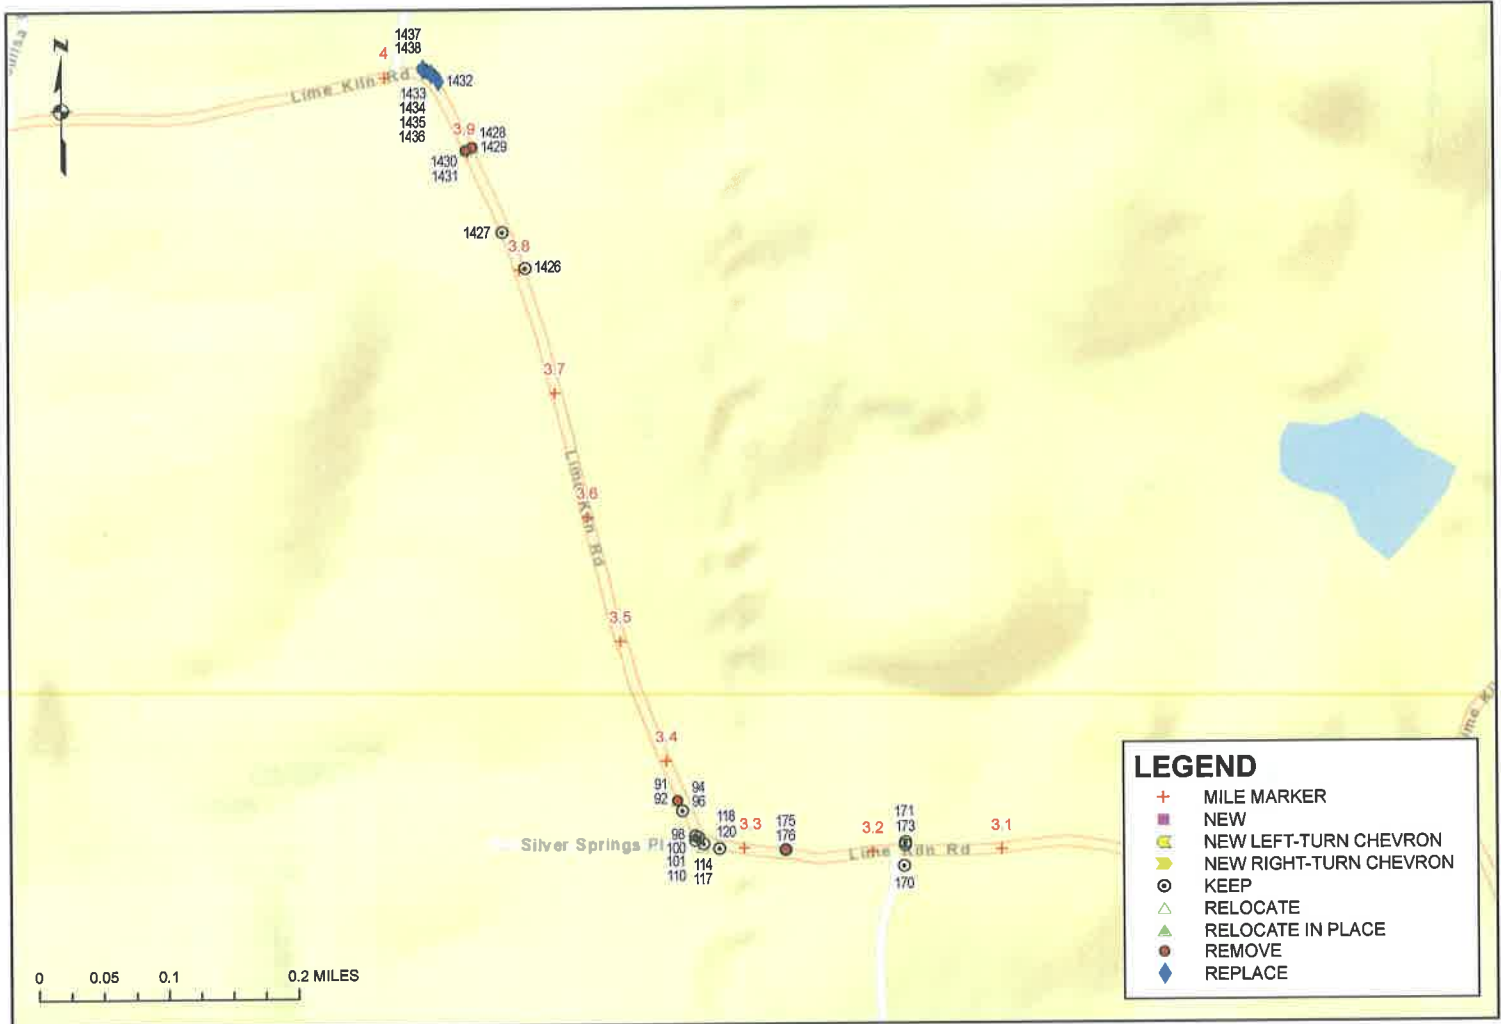 1437
1438
4
N
Lime Kiln Rd
1432
1433
1434
1435
1436
3.9
1428
1429
1430
1431
1427
3.8
1426
3.7
3.6
Lime Kiln Rd
3.5
3.4
91
92
94
96
118
120
3.3
175
176
3.2
171
173
3.1
98
100
101
110
Silver Springs Pl
114
117
Lime Kiln Rd
170
LEGEND
MILE MARKER
NEW
NEW LEFT-TURN CHEVRON
NEW RIGHT-TURN CHEVRON
KEEP
RELOCATE
RELOCATE IN PLACE
REMOVE
REPLACE
0 0.05 0.1 0.2 MILES